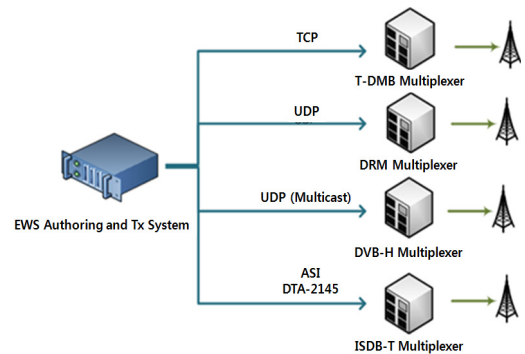 TCP
T-DMB Multiplexer
UDP
DRM Multiplexer
EWS Authoring and Tx System
UDP (Multicast)
DVB-H Multiplexer
ASI
DTA-2145
ISDB-T Multiplexer